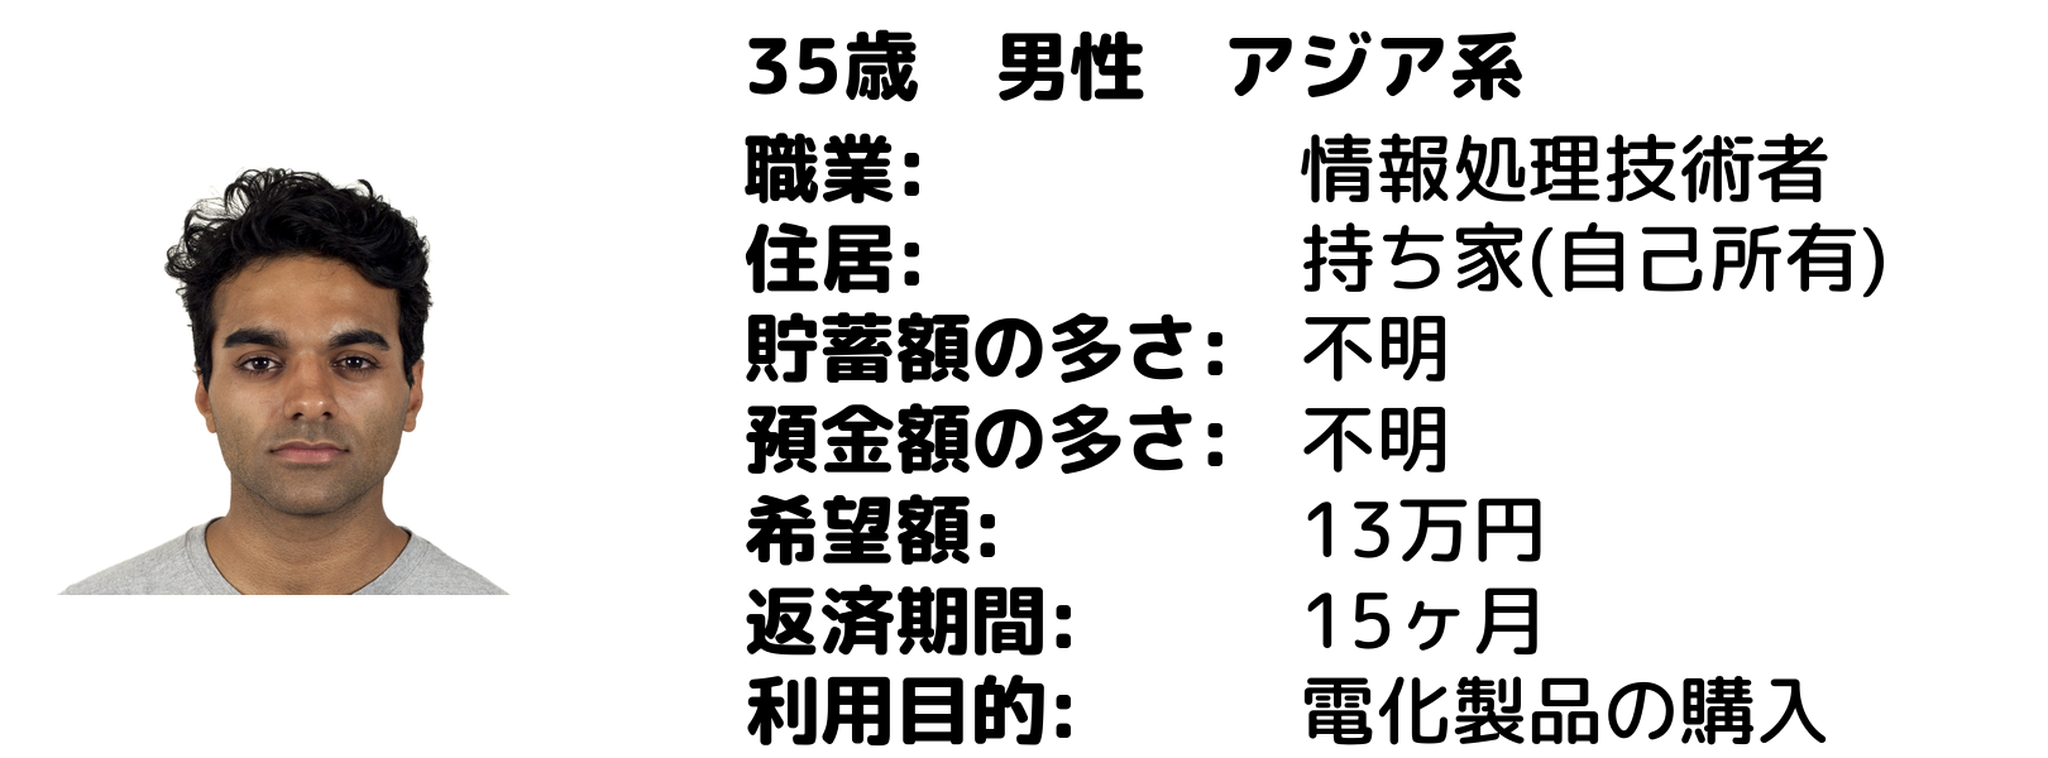 35歳　男性　アジア系
職業: 情報処理技術者
住居: 持ち家(自己所有)
貯蓄額の多さ: 不明
預金額の多さ: 不明
希望額: 13万円
返済期間: 15ヶ月
利用目的: 電化製品の購入